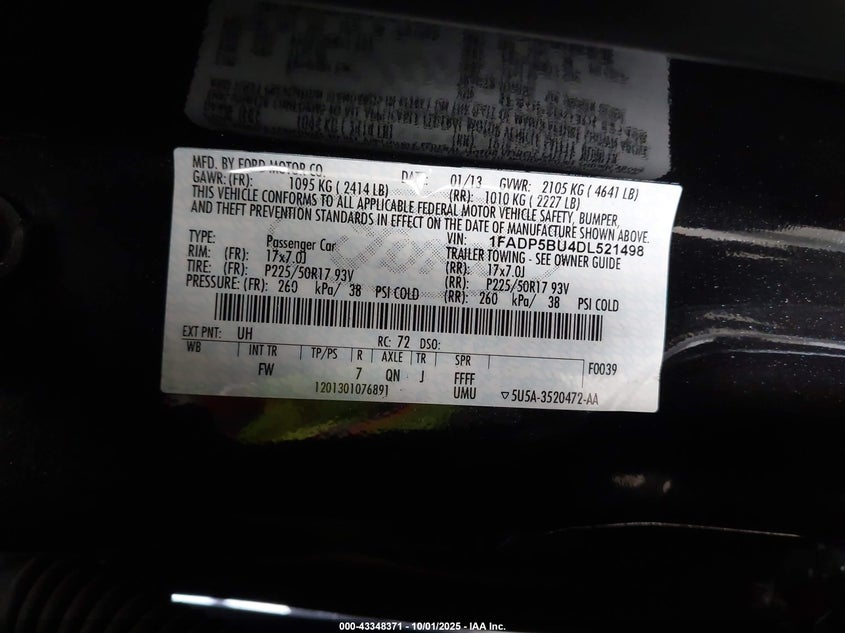 1095 KG ( 2414 LB)
MFD. BY FORD MOTOR CO. DATE: 01/13 GVWR: 2105 KG ( 4641 LB)
GAWR: (FR): 1095 KG ( 2414 LB) (RR): 1010 KG ( 2227 LB)
THIS VEHICLE CONFORMS TO ALL APPLICABLE FEDERAL MOTOR VEHICLE SAFETY, BUMPER,
AND THEFT PREVENTION STANDARDS IN EFFECT ON THE DATE OF MANUFACTURE SHOWN ABOVE.
VIN: 1FADP5BU4DL521498
TYPE: Passenger Car TRAILER TOWING - SEE OWNER GUIDE
RIM: (FR): 17x7.0J (RR): 17x7.0J
TIRE: (FR): P225/50R17 93V (RR): P225/50R17 93V
PRESSURE: (FR): 260 kPa/ 38 PSI COLD (RR): 260 kPa/ 38 PSI COLD
EXT PNT: UH RC: 72 DSO:
WB INT TR TP/PS R AXLE TR SPR F0039
FW 7 QN J FFFF
1201301076891 UMU ▽5U5A-3520472-AA
000-43348371 - 10/01/2025 - IAA Inc.